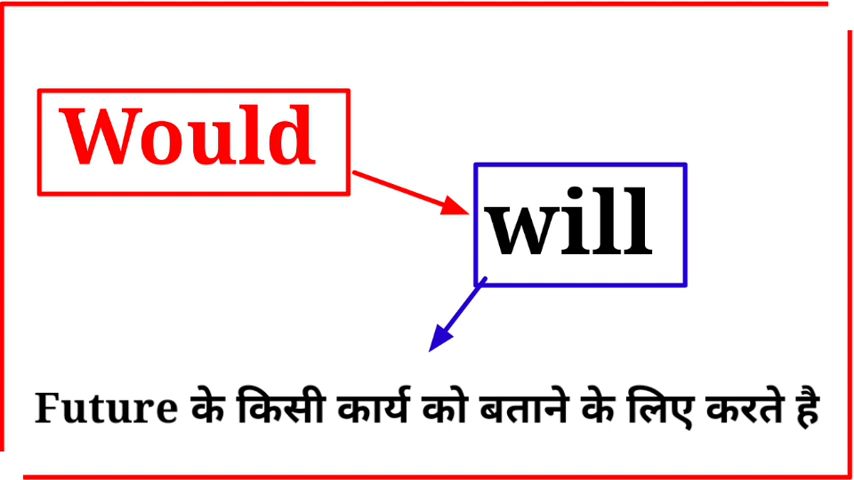 Would
will
Future के किसी कार्य को बताने के लिए करते है